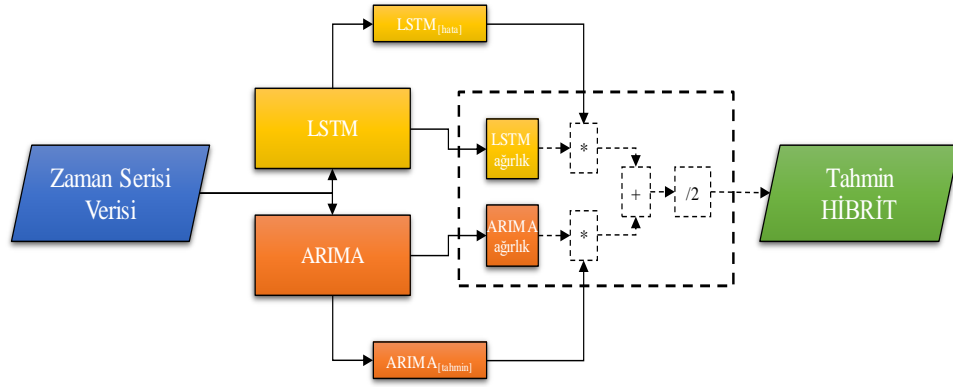 LSTM[hata]
LSTM
LSTM
ağırlık
*
Zaman Serisi
Verisi
+
/2
Tahmin
HİBRİT
ARIMA
ARIMA
ağırlık
*
ARIMA[tahmin]